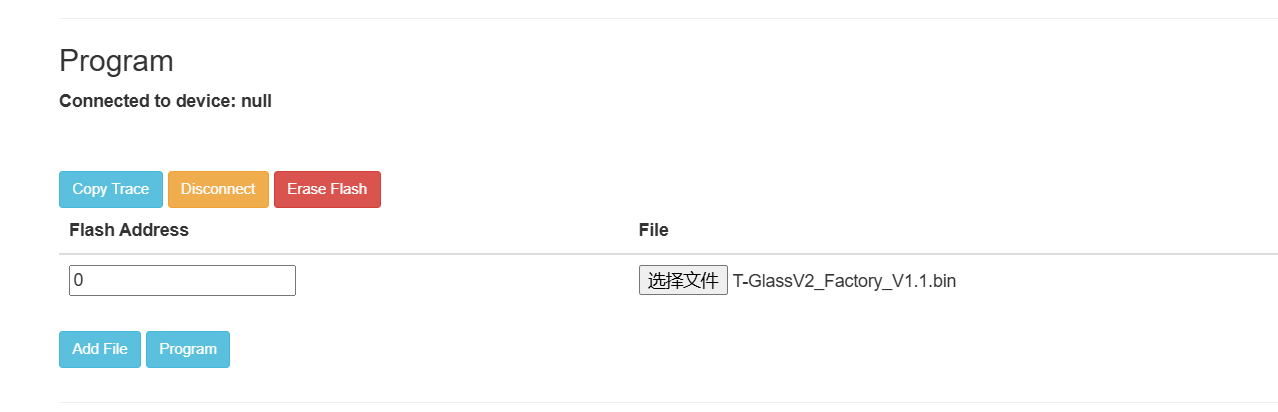 Program
Connected to device: null
Copy Trace Disconnect Erase Flash
Flash Address File
0 选择文件 T-GlassV2_Factory_V1.1.bin
Add File Program